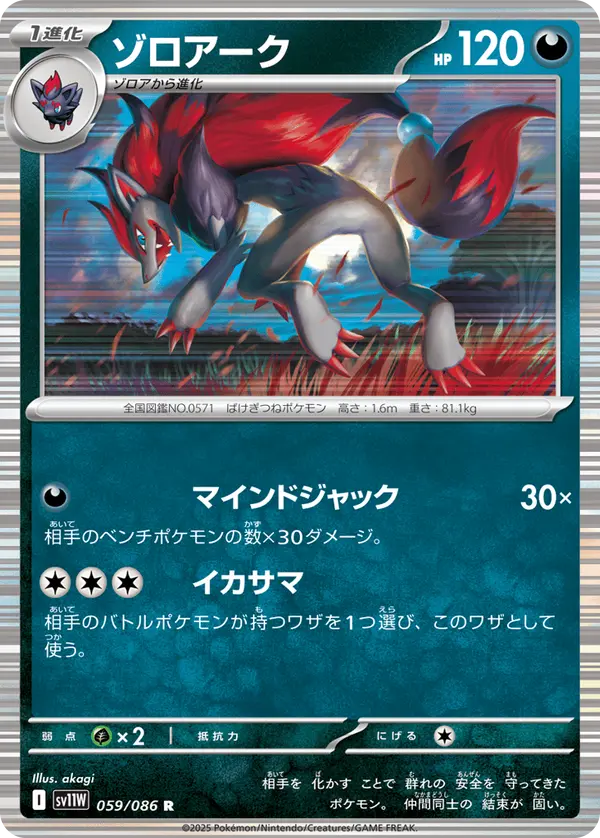 1進化
ゾロアーク
HP 120
ゾロアから進化
全国図鑑NO.0571 ばけぎつねポケモン 高さ：1.6m 重さ：81.1kg
マインドジャック 30×
相手のベンチポケモンの数×30ダメージ。
イカサマ
相手のバトルポケモンが持つワザを1つ選び、このワザとして
使う。
弱点 ×2 抵抗力 にげる
Illus. akagi
相手を 化かす ことで 群れの 安全を 守ってきた
ポケモン。 仲間同士の 結束が 固い。
I sv11W 059/086 R
©2025 Pokémon/Nintendo/Creatures/GAME FREAK.